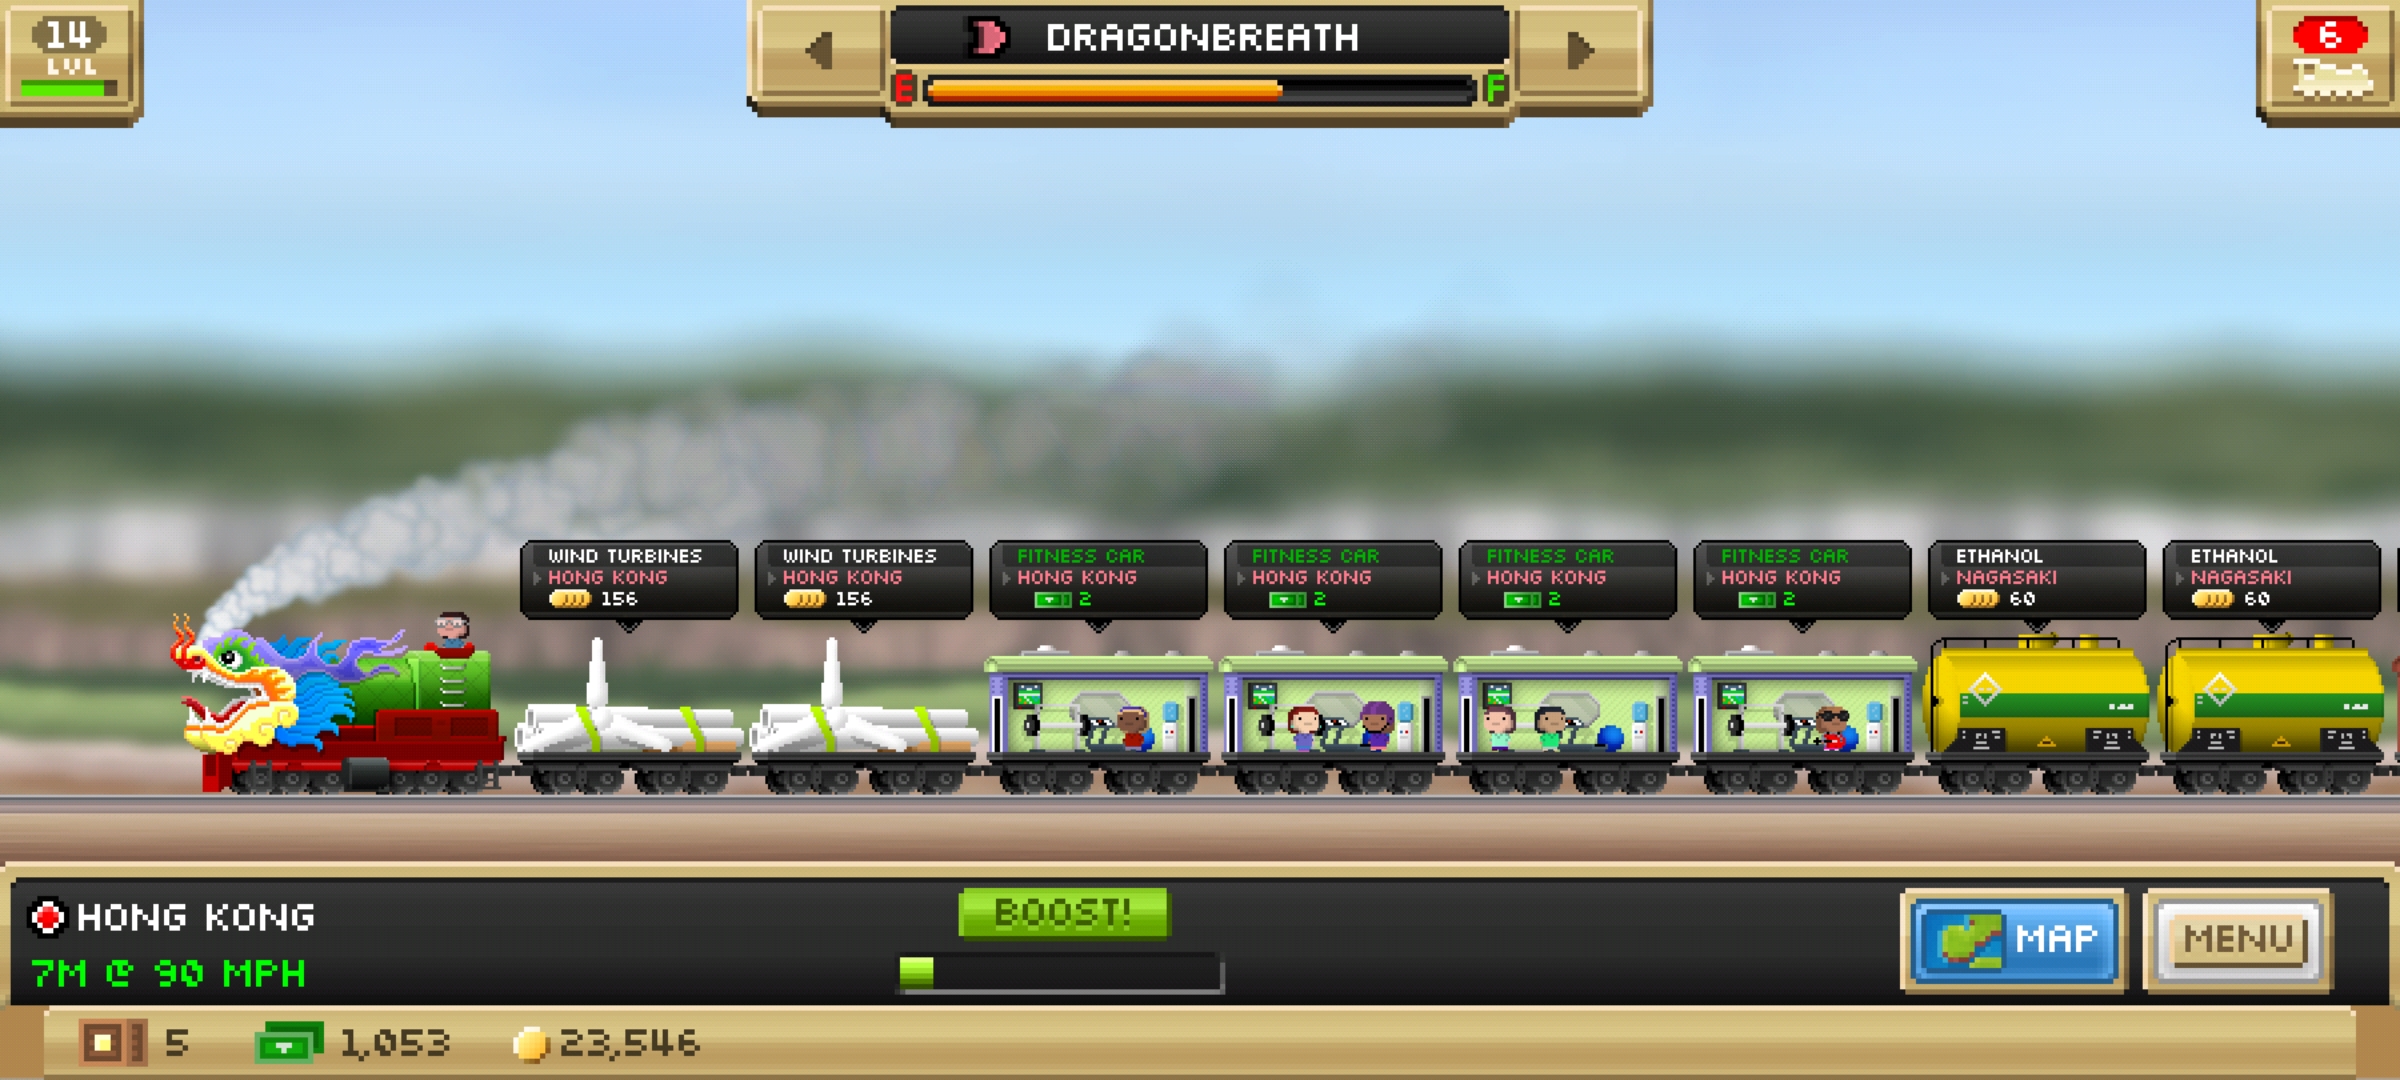 14
LVL
DRAGONBREATH
E
F
6
WIND TURBINES
HONG KONG
156
WIND TURBINES
HONG KONG
156
FITNESS CAR
HONG KONG
2
FITNESS CAR
HONG KONG
2
FITNESS CAR
HONG KONG
2
FITNESS CAR
HONG KONG
2
ETHANOL
NAGASAKI
60
ETHANOL
NAGASAKI
60
HONG KONG
7M @ 90 MPH
BOOST!
MAP
MENU
5
1,053
23,546